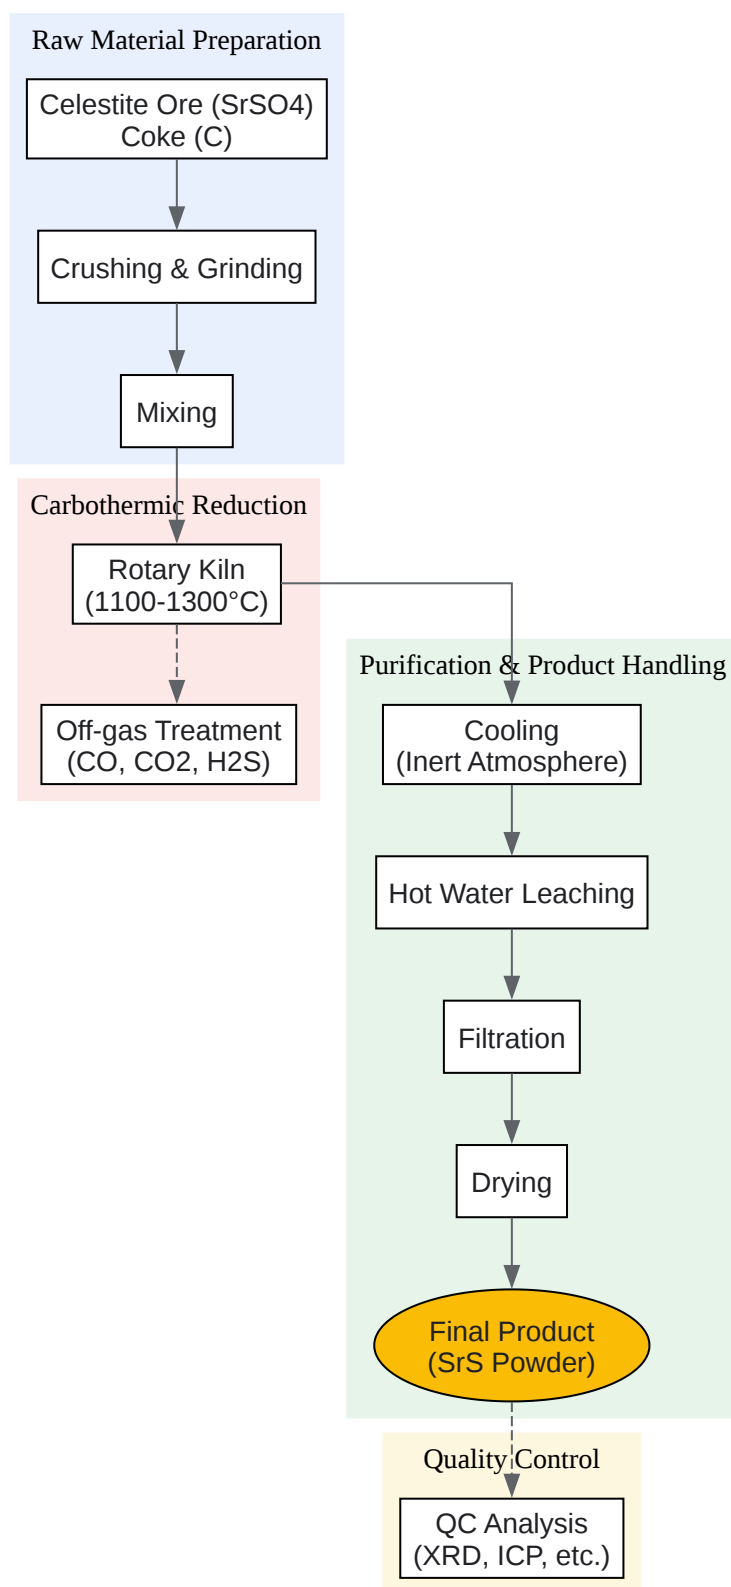 Raw Material Preparation
Celestite Ore (SrSO4)
Coke (C)
Crushing & Grinding
Mixing
Carbothermic Reduction
Rotary Kiln
(1100-1300°C)
Off-gas Treatment
(CO, CO2, H2S)
Purification & Product Handling
Cooling
(Inert Atmosphere)
Hot Water Leaching
Filtration
Drying
Final Product
(SrS Powder)
Quality Control
QC Analysis
(XRD, ICP, etc.)